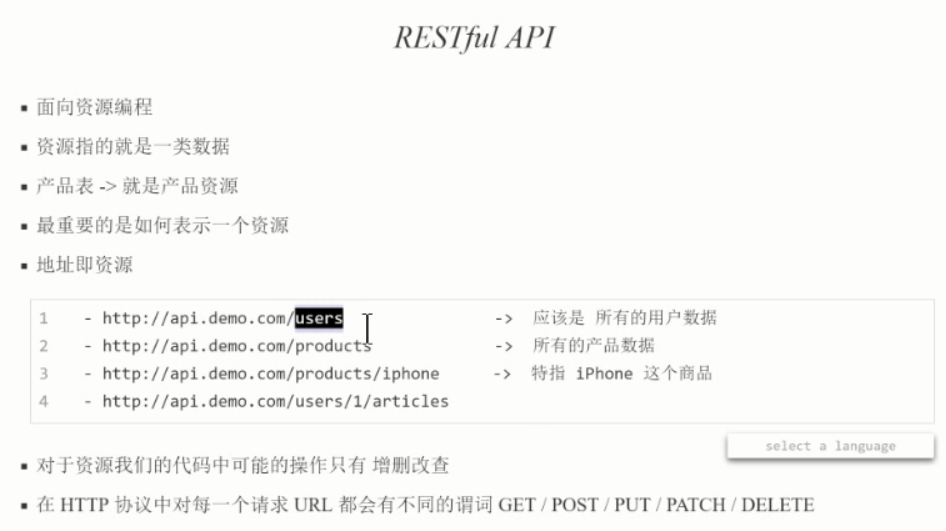 RESTful API
面向资源编程
资源指的就是一类数据
产品表 -> 就是产品资源
最重要的是如何表示一个资源
地址即资源
1 - http://api.demo.com/users -> 应该是 所有的用户数据
2 - http://api.demo.com/products -> 所有的产品数据
3 - http://api.demo.com/products/iphone -> 特指 iPhone 这个商品
4 - http://api.demo.com/users/1/articles
select a language
对于资源我们的代码中可能的操作只有 增删改查
在 HTTP 协议中对每一个请求 URL 都会有不同的谓词 GET / POST / PUT / PATCH / DELETE